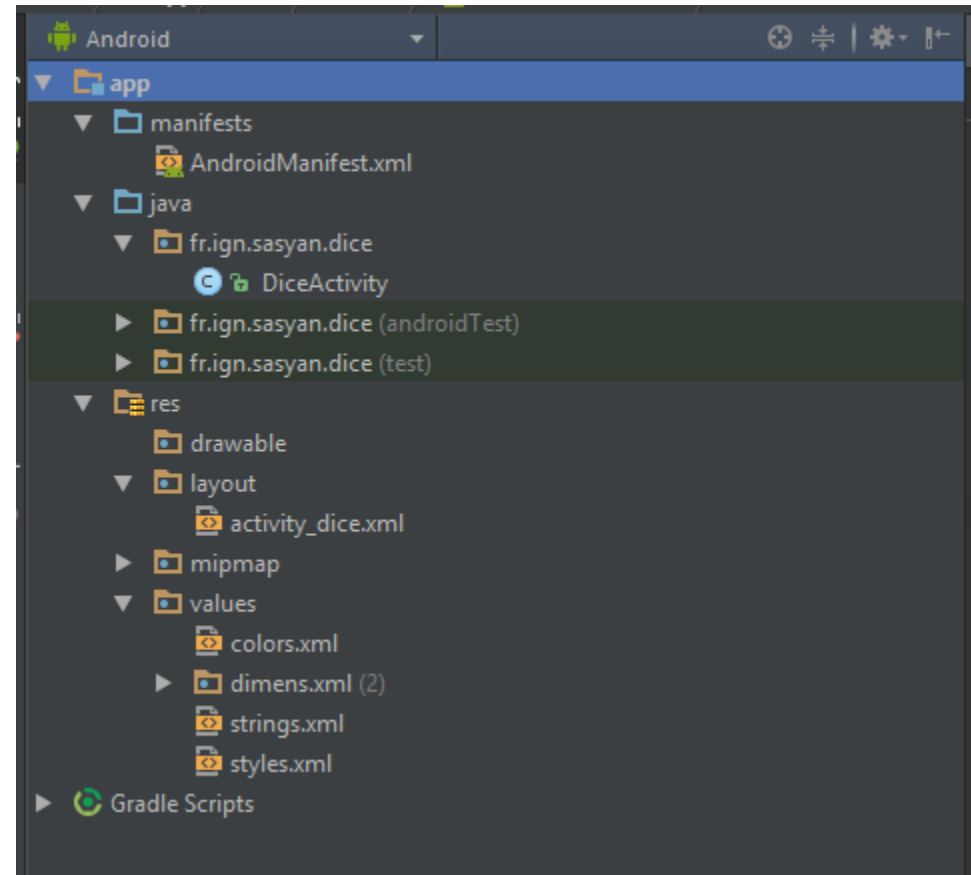 Android
app
manifests
AndroidManifest.xml
java
fr.ign.sasyan.dice
DiceActivity
fr.ign.sasyan.dice (androidTest)
fr.ign.sasyan.dice (test)
res
drawable
layout
activity_dice.xml
mipmap
values
colors.xml
dimens.xml (2)
strings.xml
styles.xml
Gradle Scripts